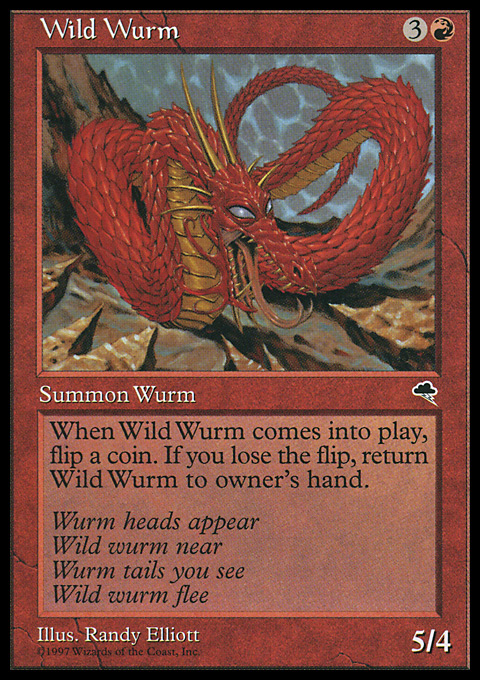 Wild Wurm 3
Summon Wurm
When Wild Wurm comes into play,
flip a coin. If you lose the flip, return
Wild Wurm to owner's hand.
Wurm heads appear
Wild wurm near
Wurm tails you see
Wild wurm flee
Illus. Randy Elliott
5/4
©1997 Wizards of the Coast, Inc.